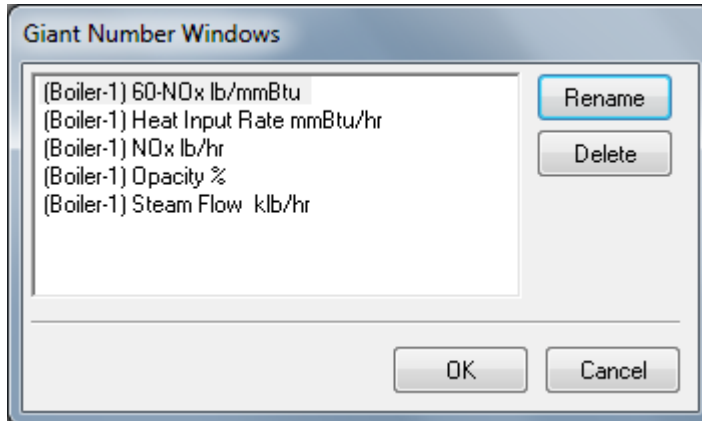 Giant Number Windows
(Boiler-1) 60-NOx lb/mmBtu
(Boiler-1) Heat Input Rate mmBtu/hr
(Boiler-1) NOx lb/hr
(Boiler-1) Opacity %
(Boiler-1) Steam Flow  klb/hr
Rename
Delete
OK
Cancel